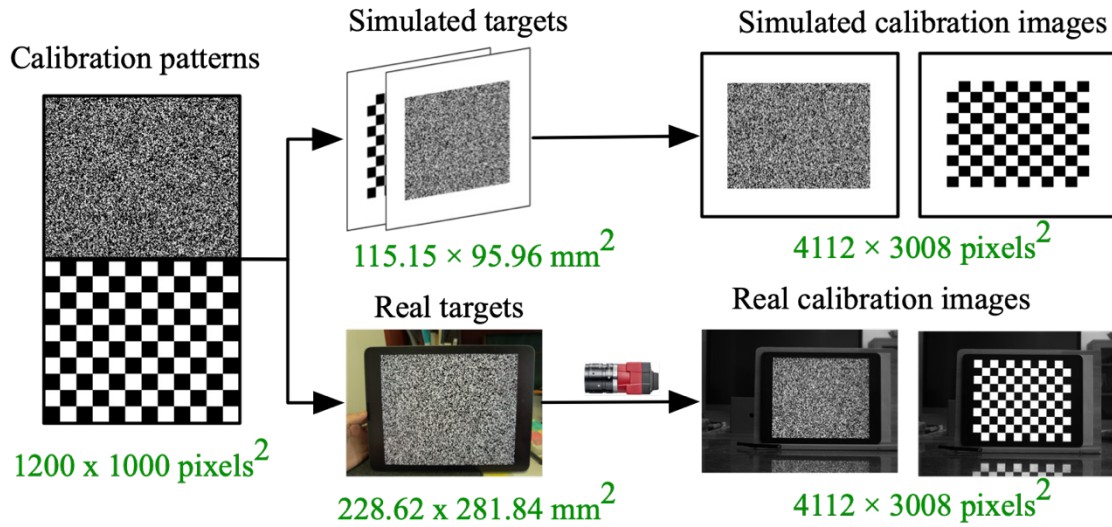 Simulated targets
Simulated calibration images
Calibration patterns
115.15 × 95.96 mm²
4112 × 3008 pixels²
Real targets
Real calibration images
1200 x 1000 pixels²
228.62 x 281.84 mm²
4112 × 3008 pixels²